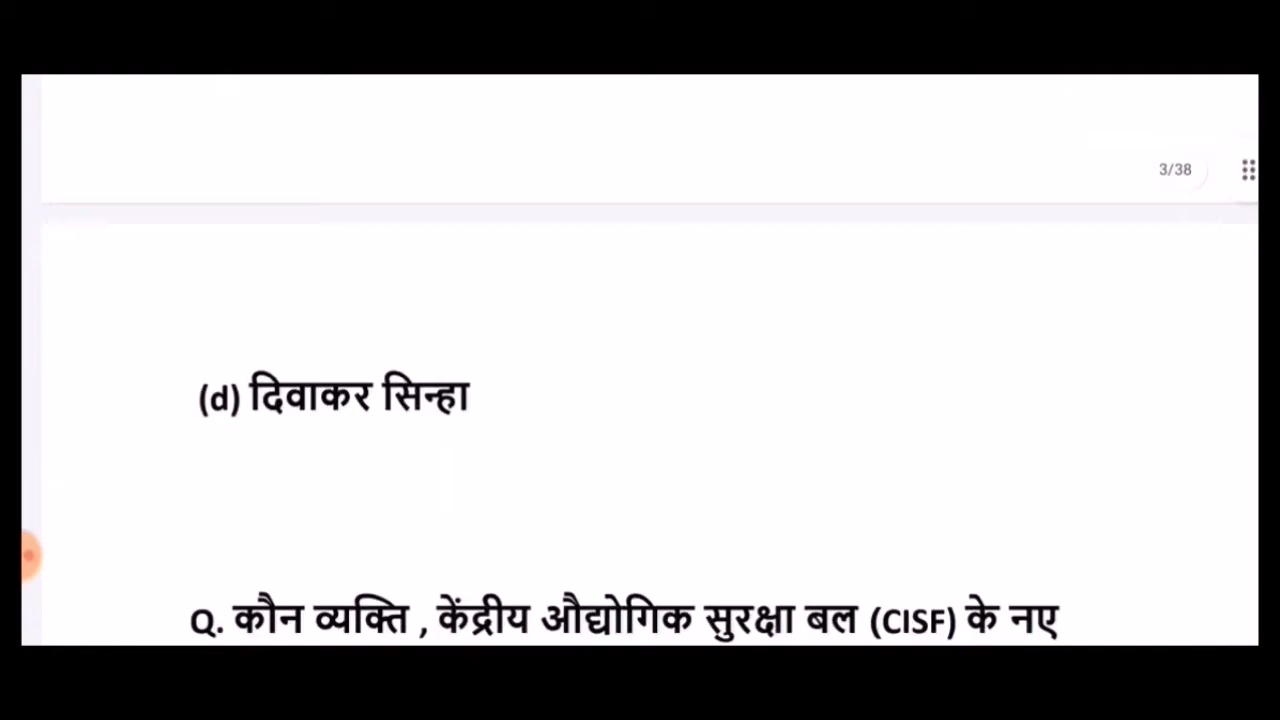 3/38
(d) दिवाकर सिन्हा
Q. कौन व्यक्ति , केंद्रीय औद्योगिक सुरक्षा बल (CISF) के नए